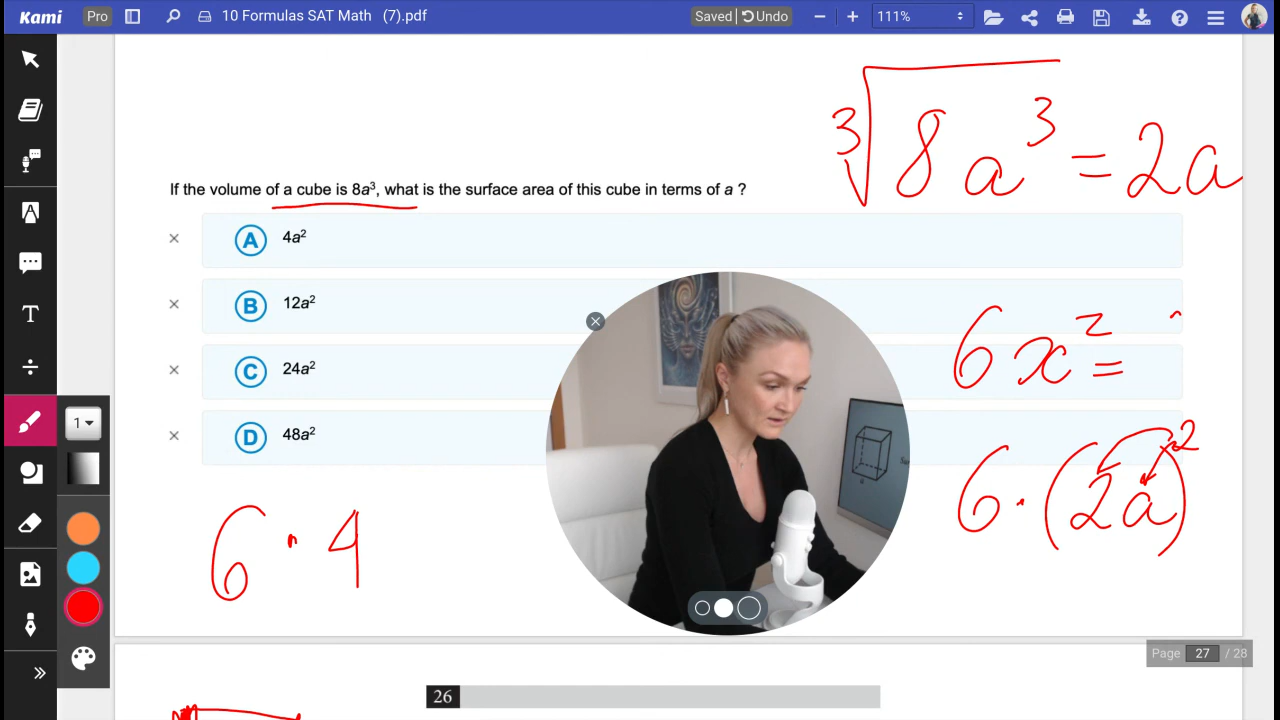 Kami Pro 10 Formulas SAT Math (7).pdf Saved Undo 111%
∛8a³ = 2a
If the volume of a cube is 8a³, what is the surface area of this cube in terms of a ?
× A 4a²
× B 12a²
× C 24a²
× D 48a²
6x² =
6 · (2a)²
6 · 4
1
Page 27 / 28
26